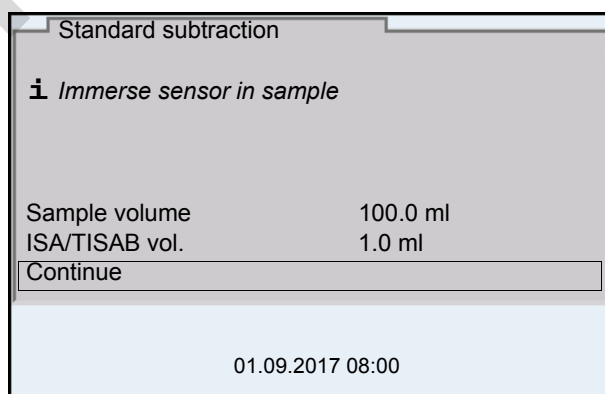 Standard subtraction
i Immerse sensor in sample
Sample volume 100.0 ml
ISA/TISAB vol. 1.0 ml
Continue
01.09.2017 08:00